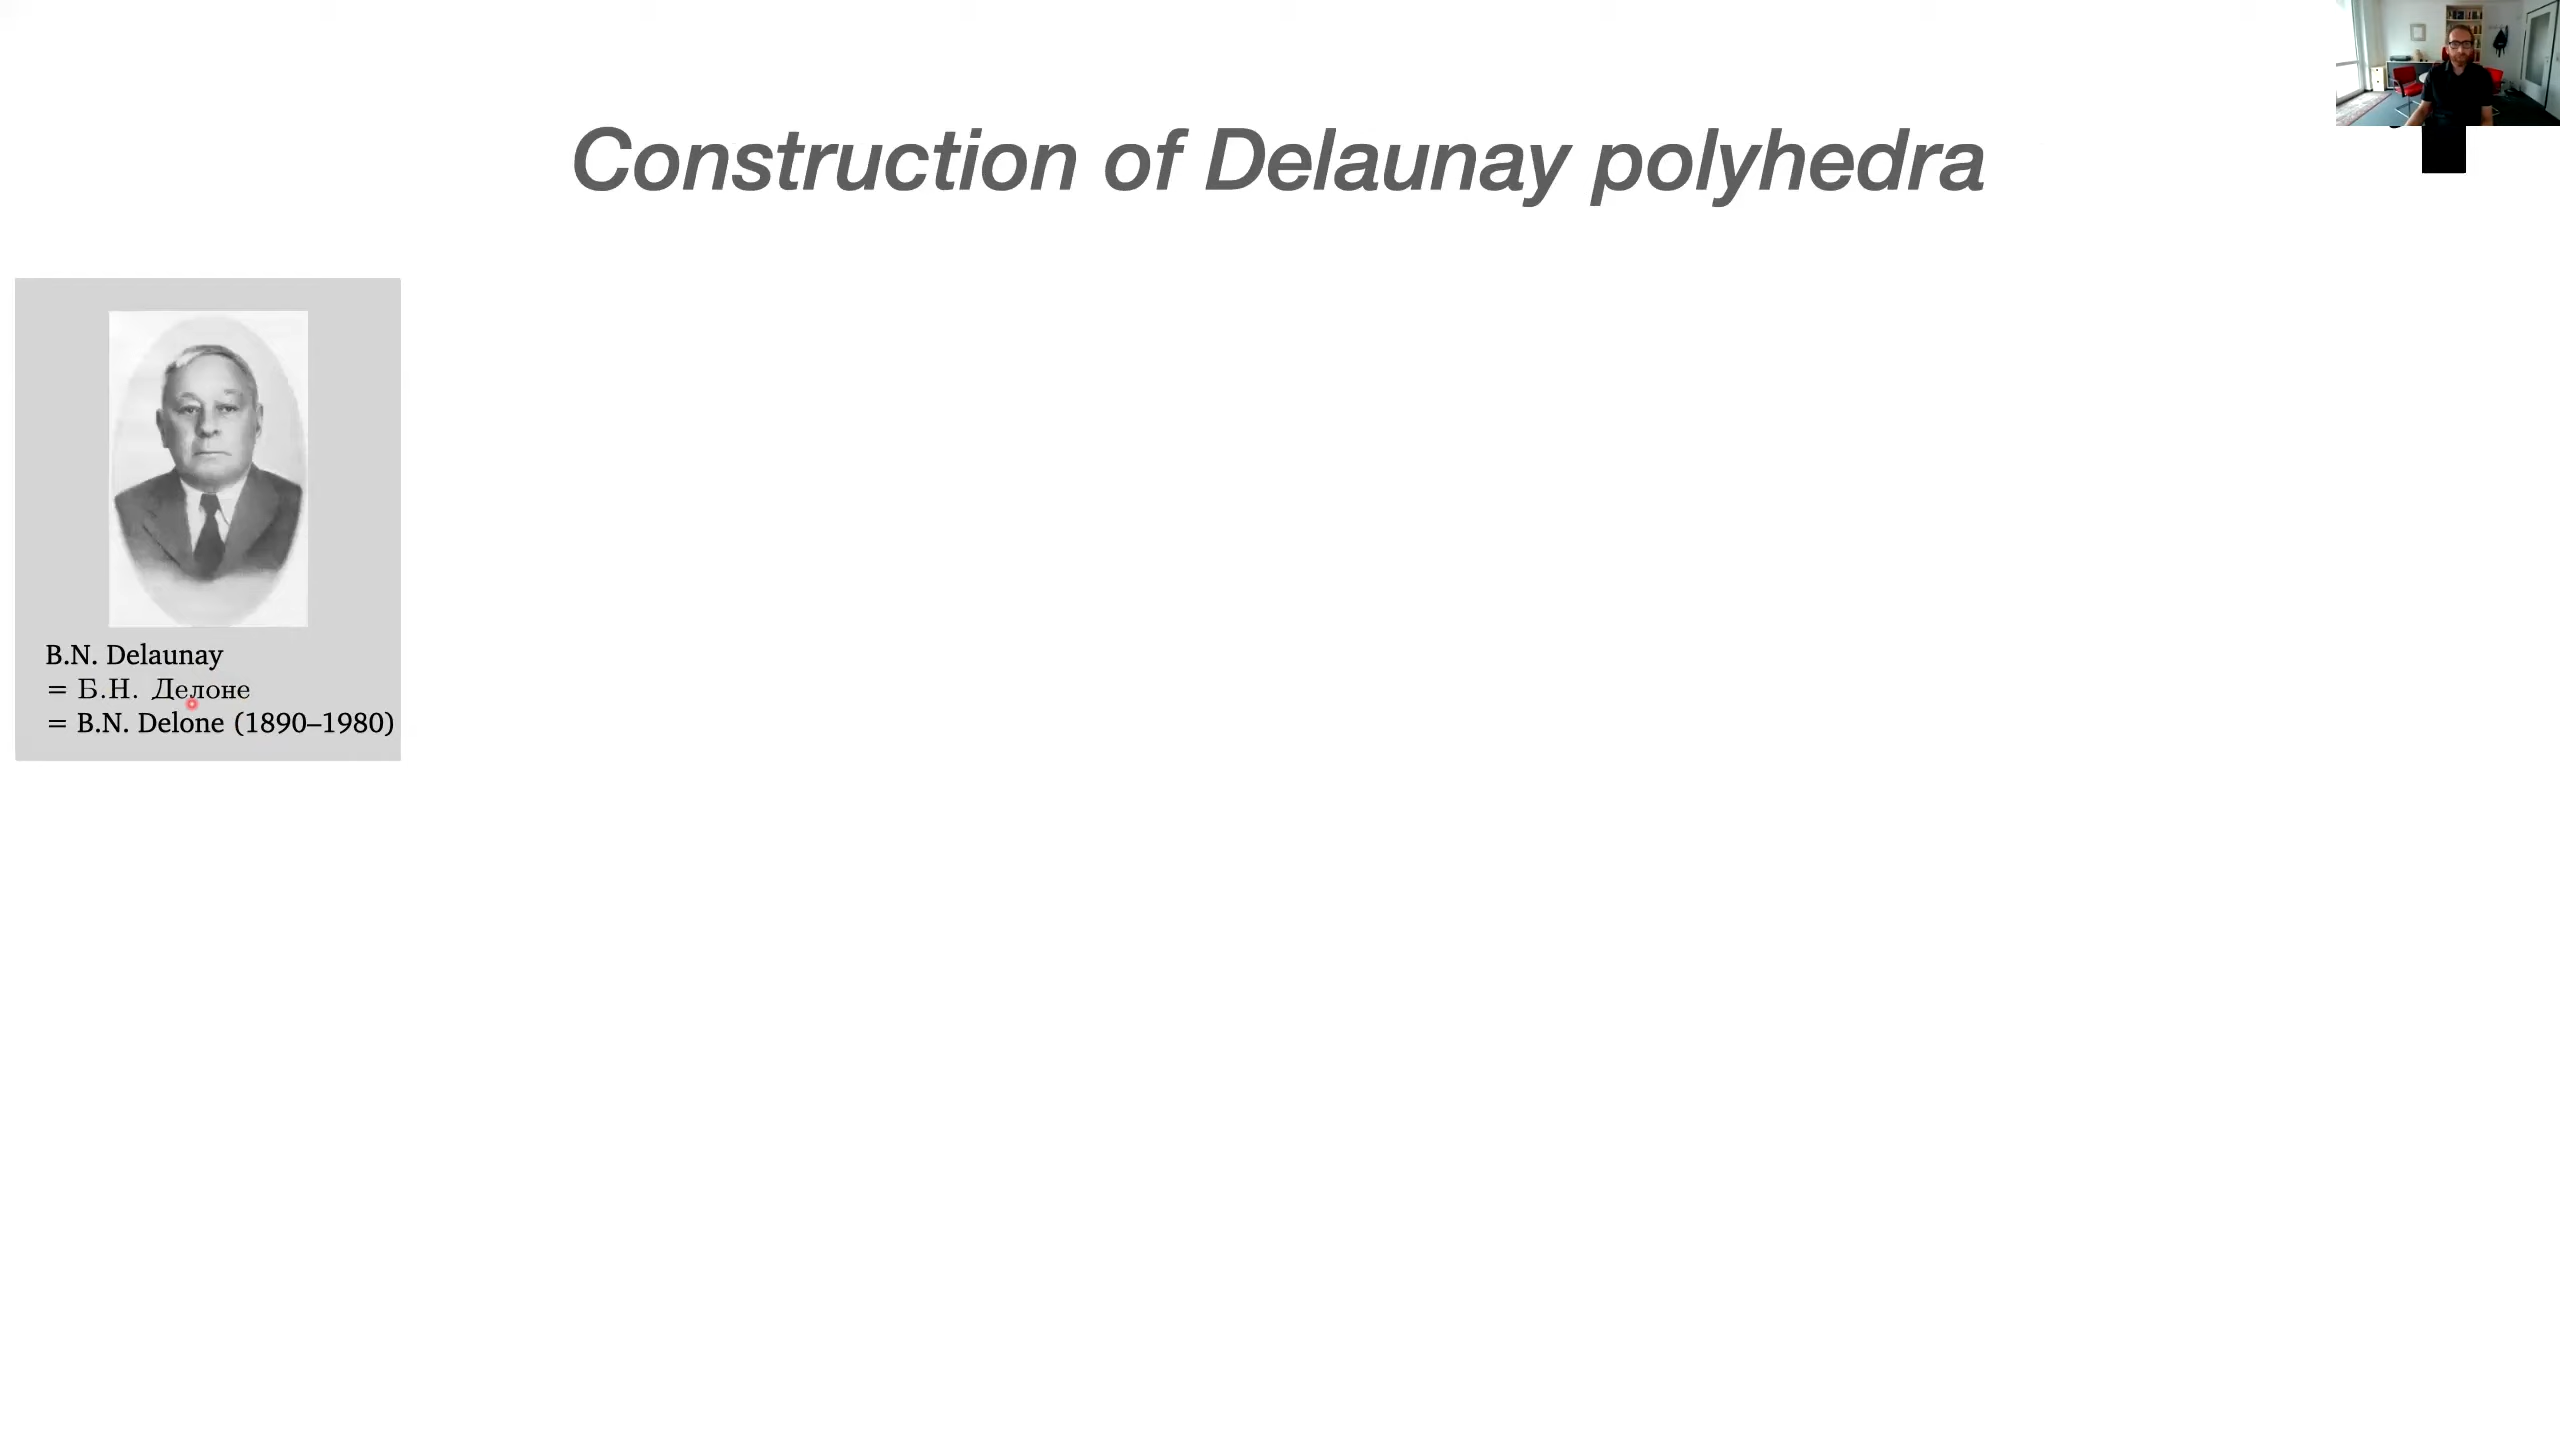 Construction of Delaunay polyhedra
B.N. Delaunay
= Б.Н. Делоне
= B.N. Delone (1890–1980)